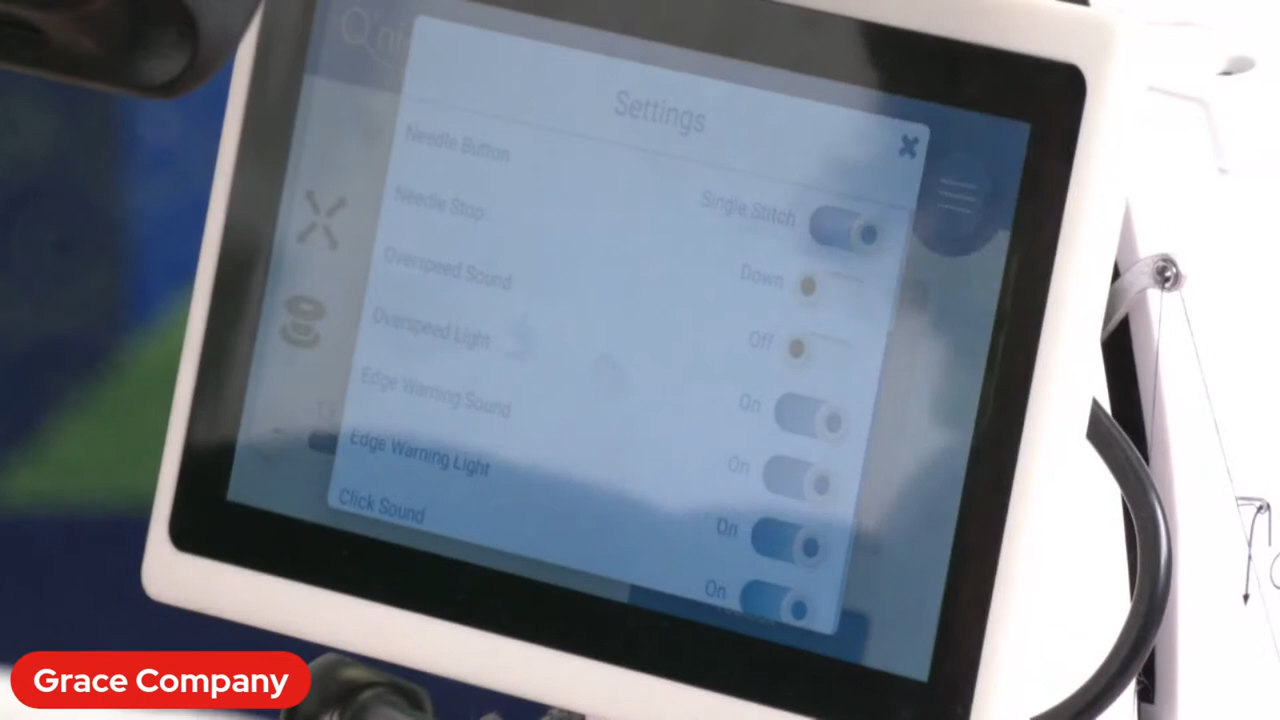 Q'ni
Settings
Needle Button
Single Stitch
Needle Stop
Down
Overspeed Sound
Off
Overspeed Light
On
Edge Warning Sound
On
Edge Warning Light
On
Click Sound
On
Grace Company